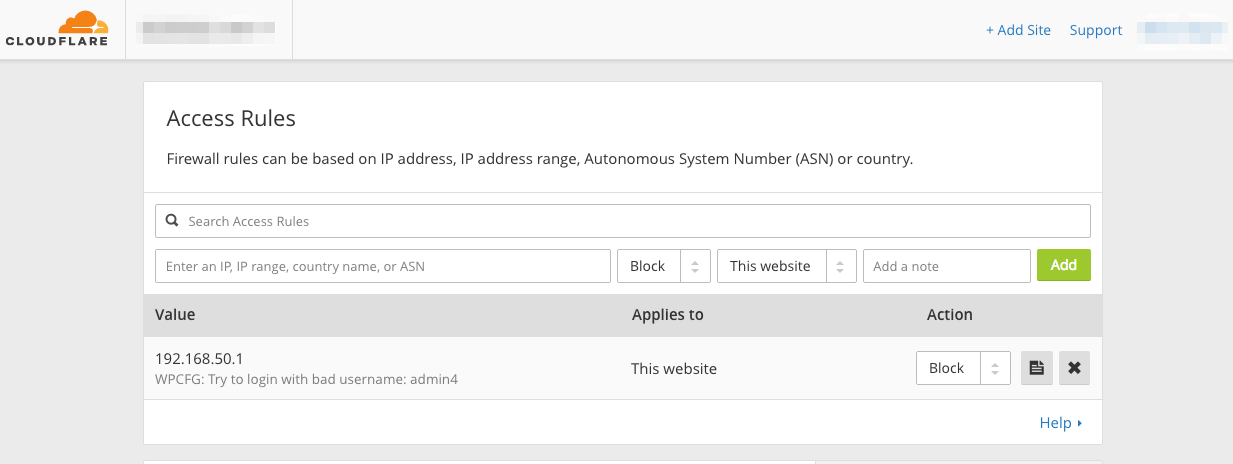 CLOUDFLARE
+ Add Site Support
Access Rules
Firewall rules can be based on IP address, IP address range, Autonomous System Number (ASN) or country.
Search Access Rules
Enter an IP, IP range, country name, or ASN Block This website Add a note Add
Value Applies to Action
192.168.50.1
WPCFG: Try to login with bad username: admin4
This website Block
Help